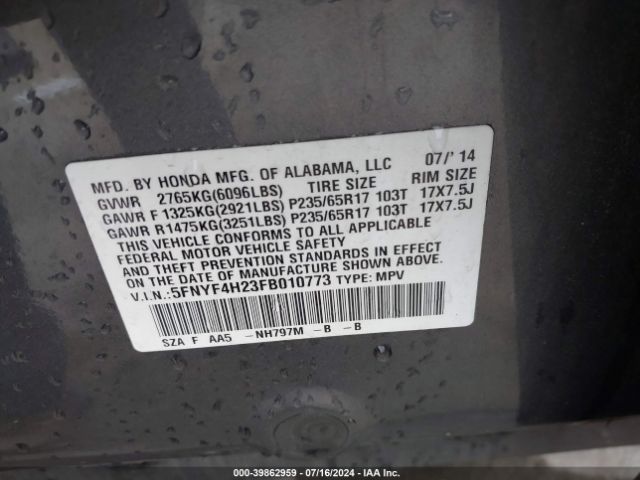 MFD. BY HONDA MFG. OF ALABAMA, LLC 07/'14
GVWR 2765KG(6096LBS) TIRE SIZE RIM SIZE
GAWR F 1325KG(2921LBS) P235/65R17 103T 17X7.5J
GAWR R1475KG(3251LBS) P235/65R17 103T 17X7.5J
THIS VEHICLE CONFORMS TO ALL APPLICABLE
FEDERAL MOTOR VEHICLE SAFETY
AND THEFT PREVENTION STANDARDS IN EFFECT
ON THE DATE OF MANUFACTURE SHOWN ABOVE.
V.I.N.:5FNYF4H23FB010773 TYPE: MPV
SZA F AA5 -NH797M -B -B
000-39862959 - 07/16/2024 - IAA Inc.